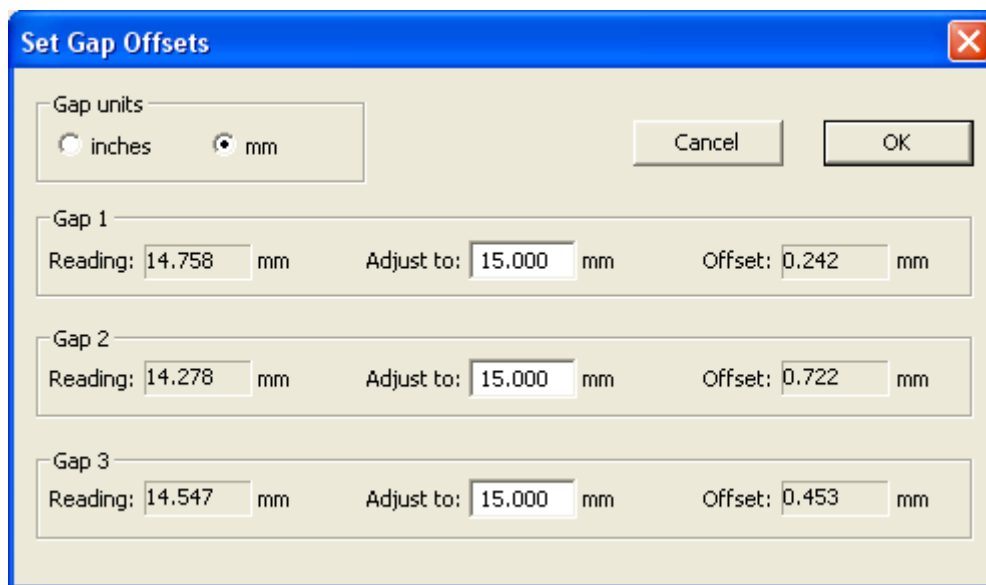 Set Gap Offsets
Gap units
inches mm
Cancel OK
Gap 1
Reading: 14.758 mm Adjust to: 15.000 mm Offset: 0.242 mm
Gap 2
Reading: 14.278 mm Adjust to: 15.000 mm Offset: 0.722 mm
Gap 3
Reading: 14.547 mm Adjust to: 15.000 mm Offset: 0.453 mm